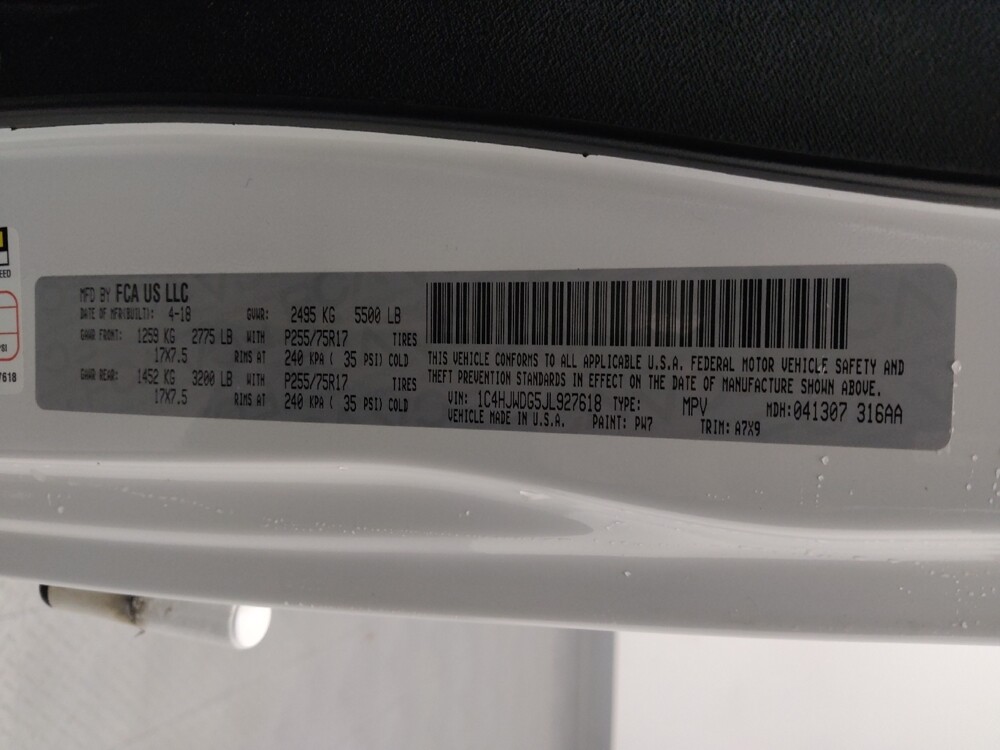 EED
PSI
7618
MFD BY FCA US LLC
DATE OF MFR(BUILT): 4-18 GVWR: 2495 KG 5500 LB
GAWR FRONT: 1259 KG 2775 LB WITH P255/75R17 TIRES
17X7.5 RIMS AT 240 KPA ( 35 PSI) COLD
GAWR REAR: 1452 KG 3200 LB WITH P255/75R17 TIRES
17X7.5 RIMS AT 240 KPA ( 35 PSI) COLD
THIS VEHICLE CONFORMS TO ALL APPLICABLE U.S.A. FEDERAL MOTOR VEHICLE SAFETY AND
THEFT PREVENTION STANDARDS IN EFFECT ON THE DATE OF MANUFACTURE SHOWN ABOVE.
VIN: 1C4HJWDG5JL927618 TYPE: MPV MDH:041307 316AA
VEHICLE MADE IN U.S.A. PAINT: PW7 TRIM: A7X9